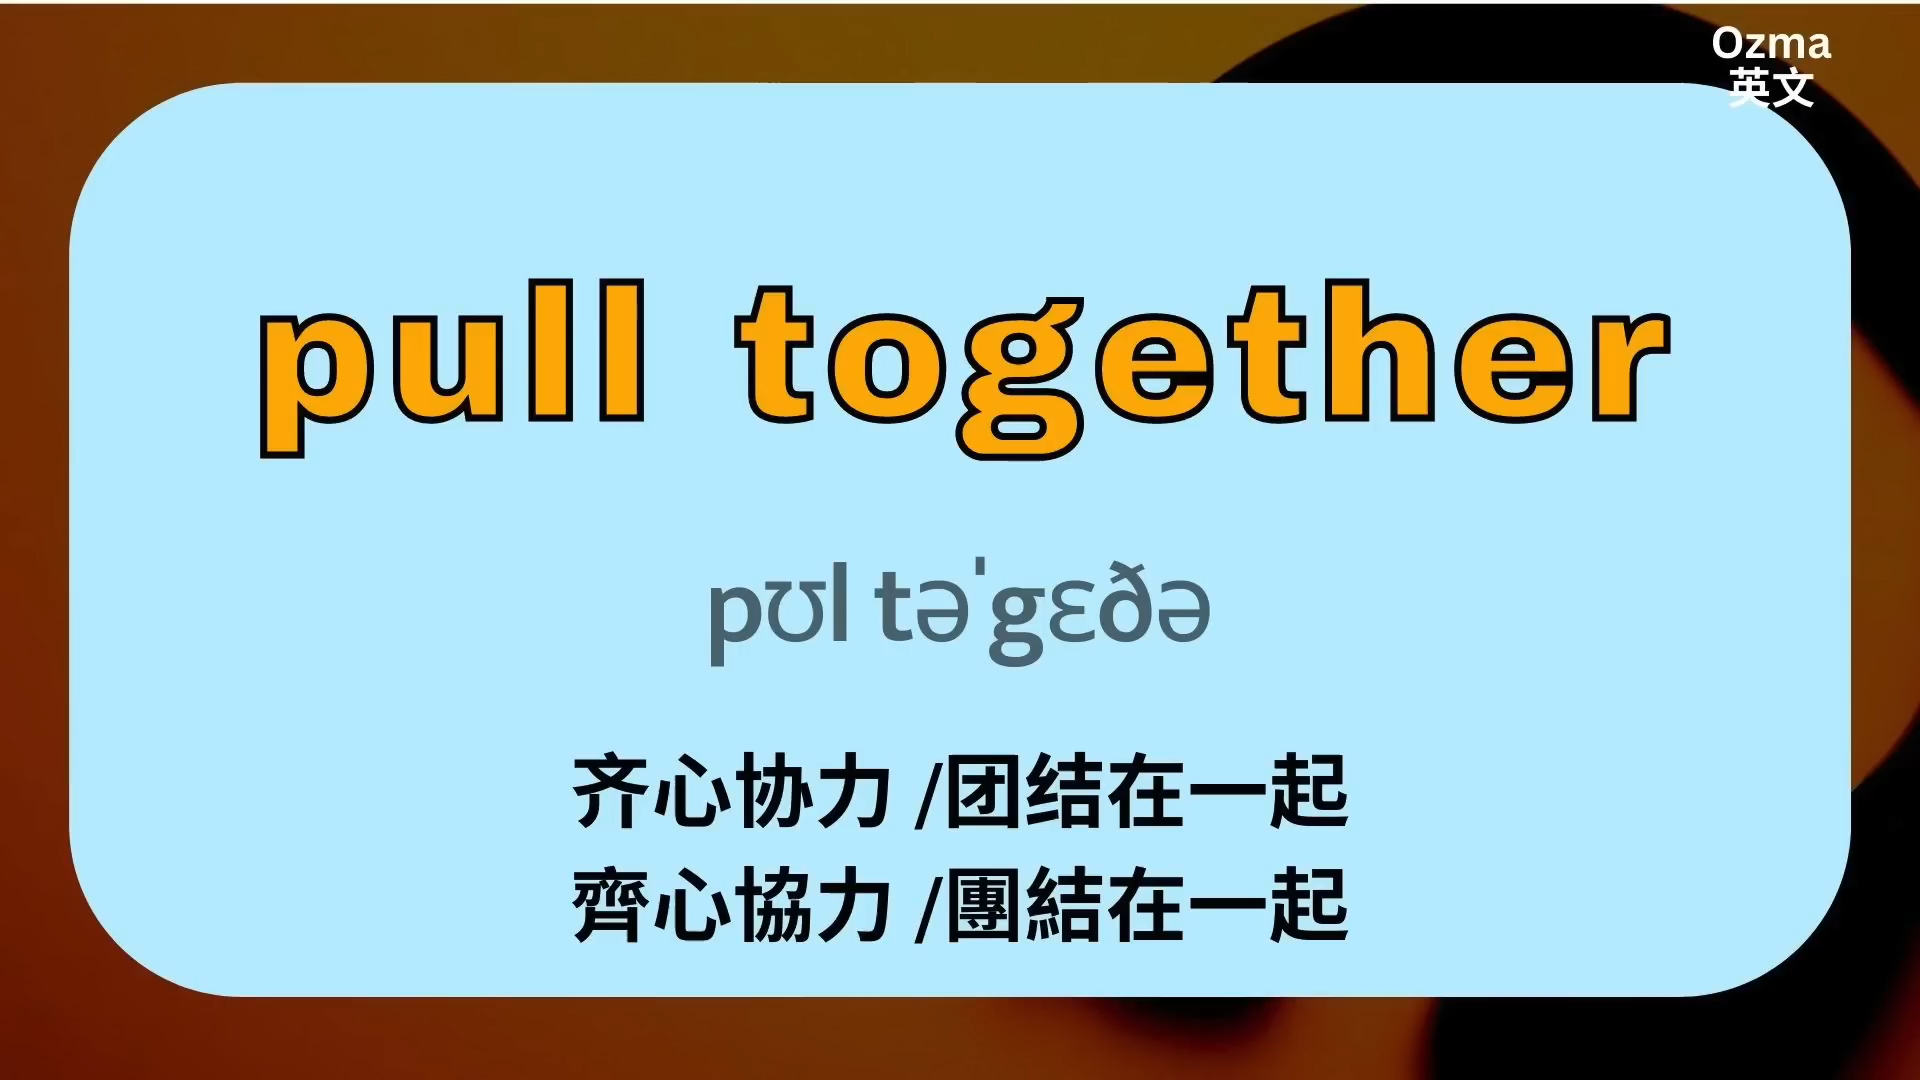 Ozma
英文
pull together
pʊl təˈgɛðə
齐心协力 /团结在一起
齊心協力 /團結在一起